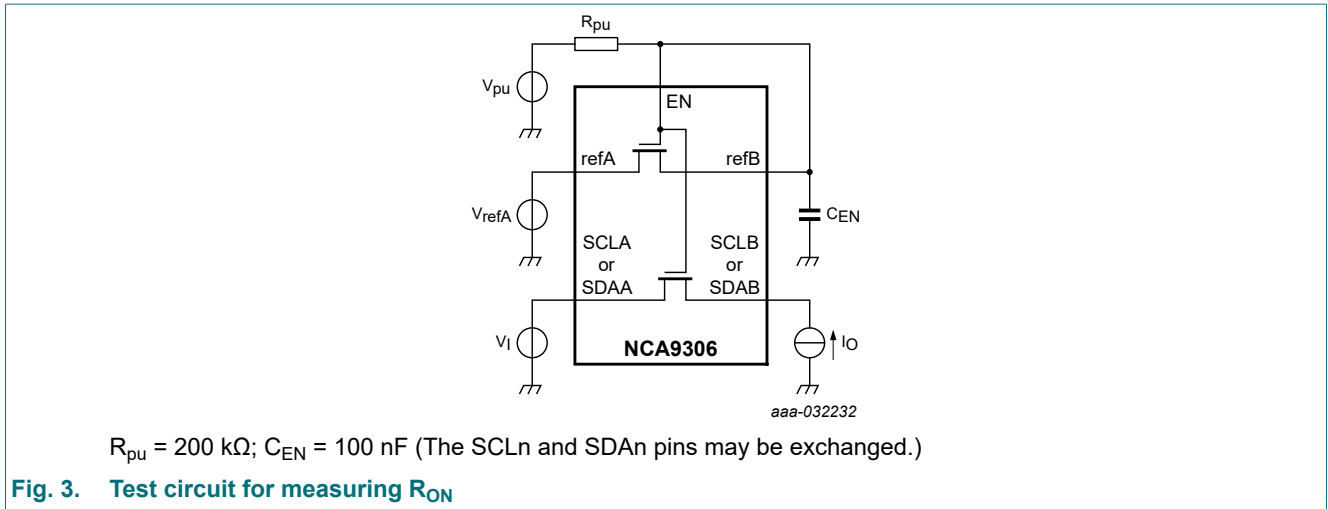 Rpu
Vpu
EN
refA
refB
VrefA
CEN
SCLA
or
SDAA
SCLB
or
SDAB
VI
NCA9306
IO
aaa-032232
Rpu = 200 kΩ; CEN = 100 nF (The SCLn and SDAn pins may be exchanged.)
Fig. 3. Test circuit for measuring RON